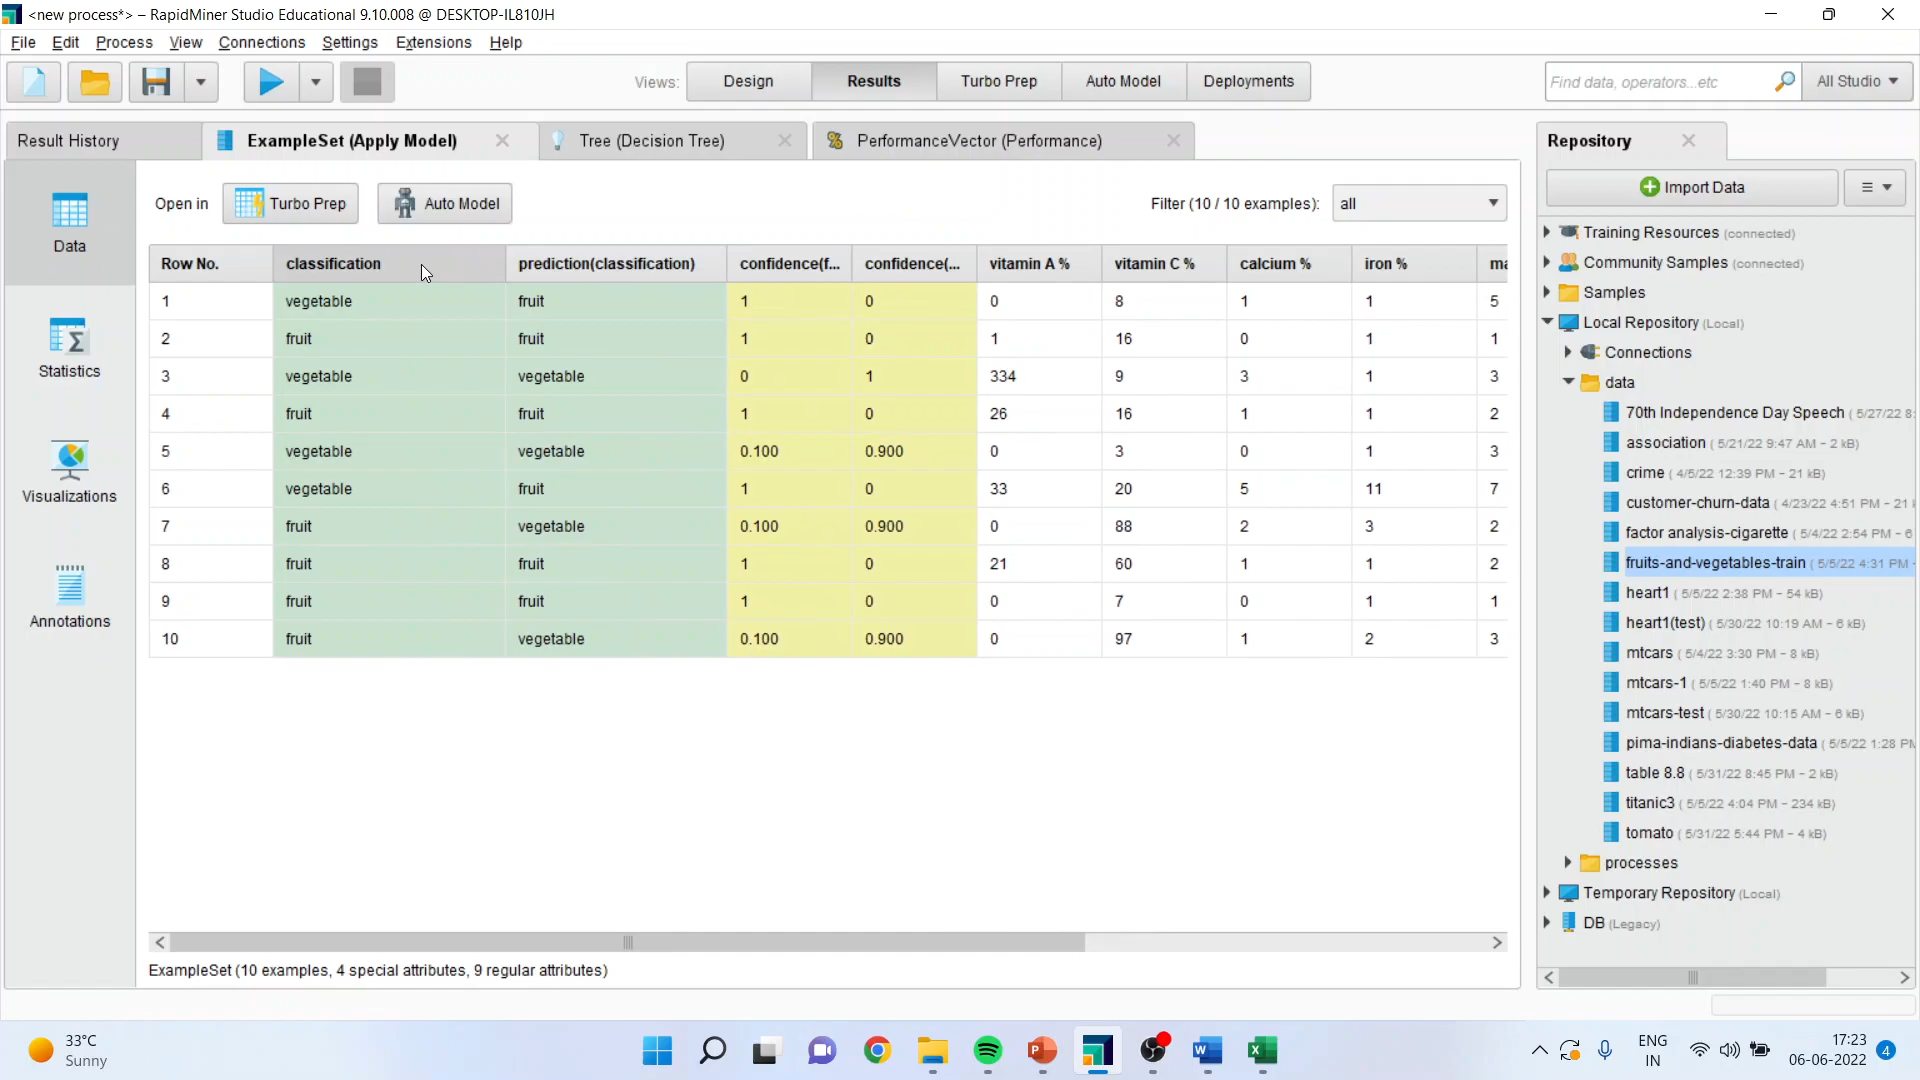 <new process*> – RapidMiner Studio Educational 9.10.008 @ DESKTOP-IL810JH
File Edit Process View Connections Settings Extensions Help
Views: Design Results Turbo Prep Auto Model Deployments
Find data, operators...etc All Studio
Result History ExampleSet (Apply Model) Tree (Decision Tree) PerformanceVector (Performance) Repository
Open in Turbo Prep Auto Model Filter (10 / 10 examples): all
Import Data
Data
Statistics
Visualizations
Annotations
Row No. classification prediction(classification) confidence(f... confidence(... vitamin A % vitamin C % calcium % iron % ma
1 vegetable fruit 1 0 0 8 1 1 5
2 fruit fruit 1 0 1 16 0 1 1
3 vegetable vegetable 0 1 334 9 3 1 3
4 fruit fruit 1 0 26 16 1 1 2
5 vegetable vegetable 0.100 0.900 0 3 0 1 3
6 vegetable fruit 1 0 33 20 5 11 7
7 fruit vegetable 0.100 0.900 0 88 2 3 2
8 fruit fruit 1 0 21 60 1 1 2
9 fruit fruit 1 0 0 7 0 1 1
10 fruit vegetable 0.100 0.900 0 97 1 2 3
ExampleSet (10 examples, 4 special attributes, 9 regular attributes)
Training Resources (connected)
Community Samples (connected)
Samples
Local Repository (Local)
Connections
data
70th Independence Day Speech ( 5/27/22 8:
association ( 5/21/22 9:47 AM – 2 kB)
crime ( 4/5/22 12:39 PM – 21 kB)
customer-churn-data ( 4/23/22 4:51 PM – 21
factor analysis-cigarette ( 5/4/22 2:54 PM – 6
fruits-and-vegetables-train ( 5/5/22 4:31 PM -
heart1 ( 5/5/22 2:38 PM – 54 kB)
heart1(test) ( 5/30/22 10:19 AM – 6 kB)
mtcars ( 5/4/22 3:30 PM – 8 kB)
mtcars-1 ( 5/5/22 1:40 PM – 8 kB)
mtcars-test ( 5/30/22 10:15 AM – 6 kB)
pima-indians-diabetes-data ( 5/5/22 1:28 PM
table 8.8 ( 5/31/22 8:45 PM – 2 kB)
titanic3 ( 5/5/22 4:04 PM – 234 kB)
tomato ( 5/31/22 5:44 PM – 4 kB)
processes
Temporary Repository (Local)
DB (Legacy)
33°C
Sunny
ENG
IN
17:23
06-06-2022
4